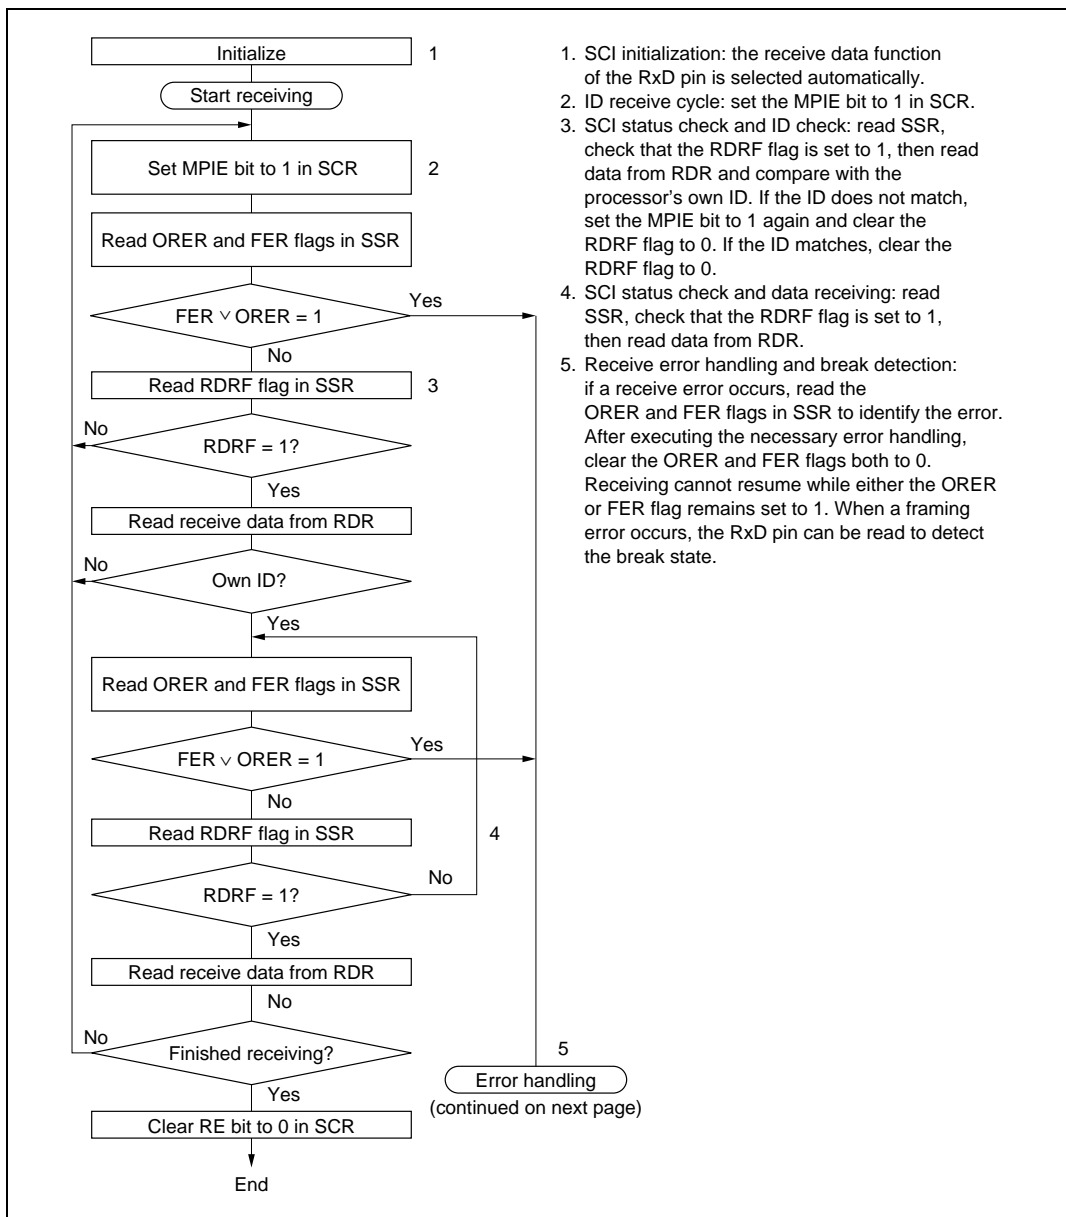 Initialize
1
Start receiving
Set MPIE bit to 1 in SCR
2
Read ORER and FER flags in SSR
FER ∨ ORER = 1
Yes
No
Read RDRF flag in SSR
3
No
RDRF = 1?
Yes
Read receive data from RDR
No
Own ID?
Yes
Read ORER and FER flags in SSR
FER ∨ ORER = 1
Yes
No
Read RDRF flag in SSR
4
RDRF = 1?
No
Yes
Read receive data from RDR
No
No
Finished receiving?
Yes
Clear RE bit to 0 in SCR
End
5
Error handling
(continued on next page)
1. SCI initialization: the receive data function
of the RxD pin is selected automatically.
2. ID receive cycle: set the MPIE bit to 1 in SCR.
3. SCI status check and ID check: read SSR,
check that the RDRF flag is set to 1, then read
data from RDR and compare with the
processor's own ID. If the ID does not match,
set the MPIE bit to 1 again and clear the
RDRF flag to 0. If the ID matches, clear the
RDRF flag to 0.
4. SCI status check and data receiving: read
SSR, check that the RDRF flag is set to 1,
then read data from RDR.
5. Receive error handling and break detection:
if a receive error occurs, read the
ORER and FER flags in SSR to identify the error.
After executing the necessary error handling,
clear the ORER and FER flags both to 0.
Receiving cannot resume while either the ORER
or FER flag remains set to 1. When a framing
error occurs, the RxD pin can be read to detect
the break state.